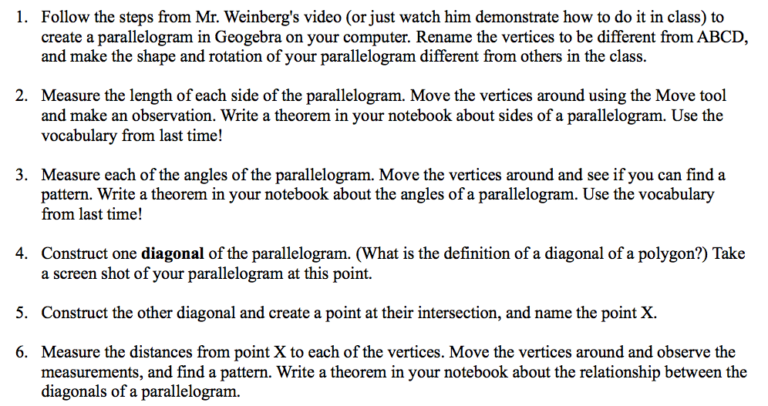 1. Follow the steps from Mr. Weinberg's video (or just watch him demonstrate how to do it in class) to
create a parallelogram in Geogebra on your computer. Rename the vertices to be different from ABCD,
and make the shape and rotation of your parallelogram different from others in the class.
2. Measure the length of each side of the parallelogram. Move the vertices around using the Move tool
and make an observation. Write a theorem in your notebook about sides of a parallelogram. Use the
vocabulary from last time!
3. Measure each of the angles of the parallelogram. Move the vertices around and see if you can find a
pattern. Write a theorem in your notebook about the angles of a parallelogram. Use the vocabulary
from last time!
4. Construct one diagonal of the parallelogram. (What is the definition of a diagonal of a polygon?) Take
a screen shot of your parallelogram at this point.
5. Construct the other diagonal and create a point at their intersection, and name the point X.
6. Measure the distances from point X to each of the vertices. Move the vertices around and observe the
measurements, and find a pattern. Write a theorem in your notebook about the relationship between the
diagonals of a parallelogram.